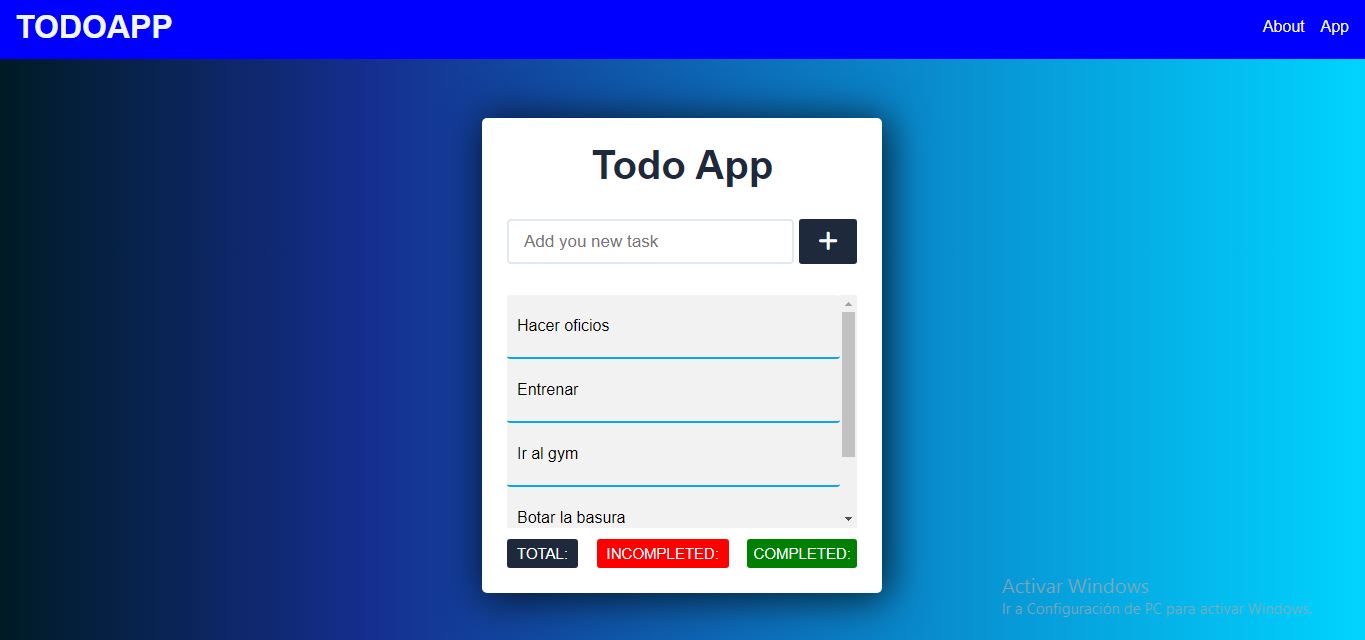 TODOAPP
About App
Todo App
Add you new task
+
Hacer oficios
Entrenar
Ir al gym
Botar la basura
TOTAL: INCOMPLETED: COMPLETED:
Activar Windows
Ir a Configuración de PC para activar Windows.